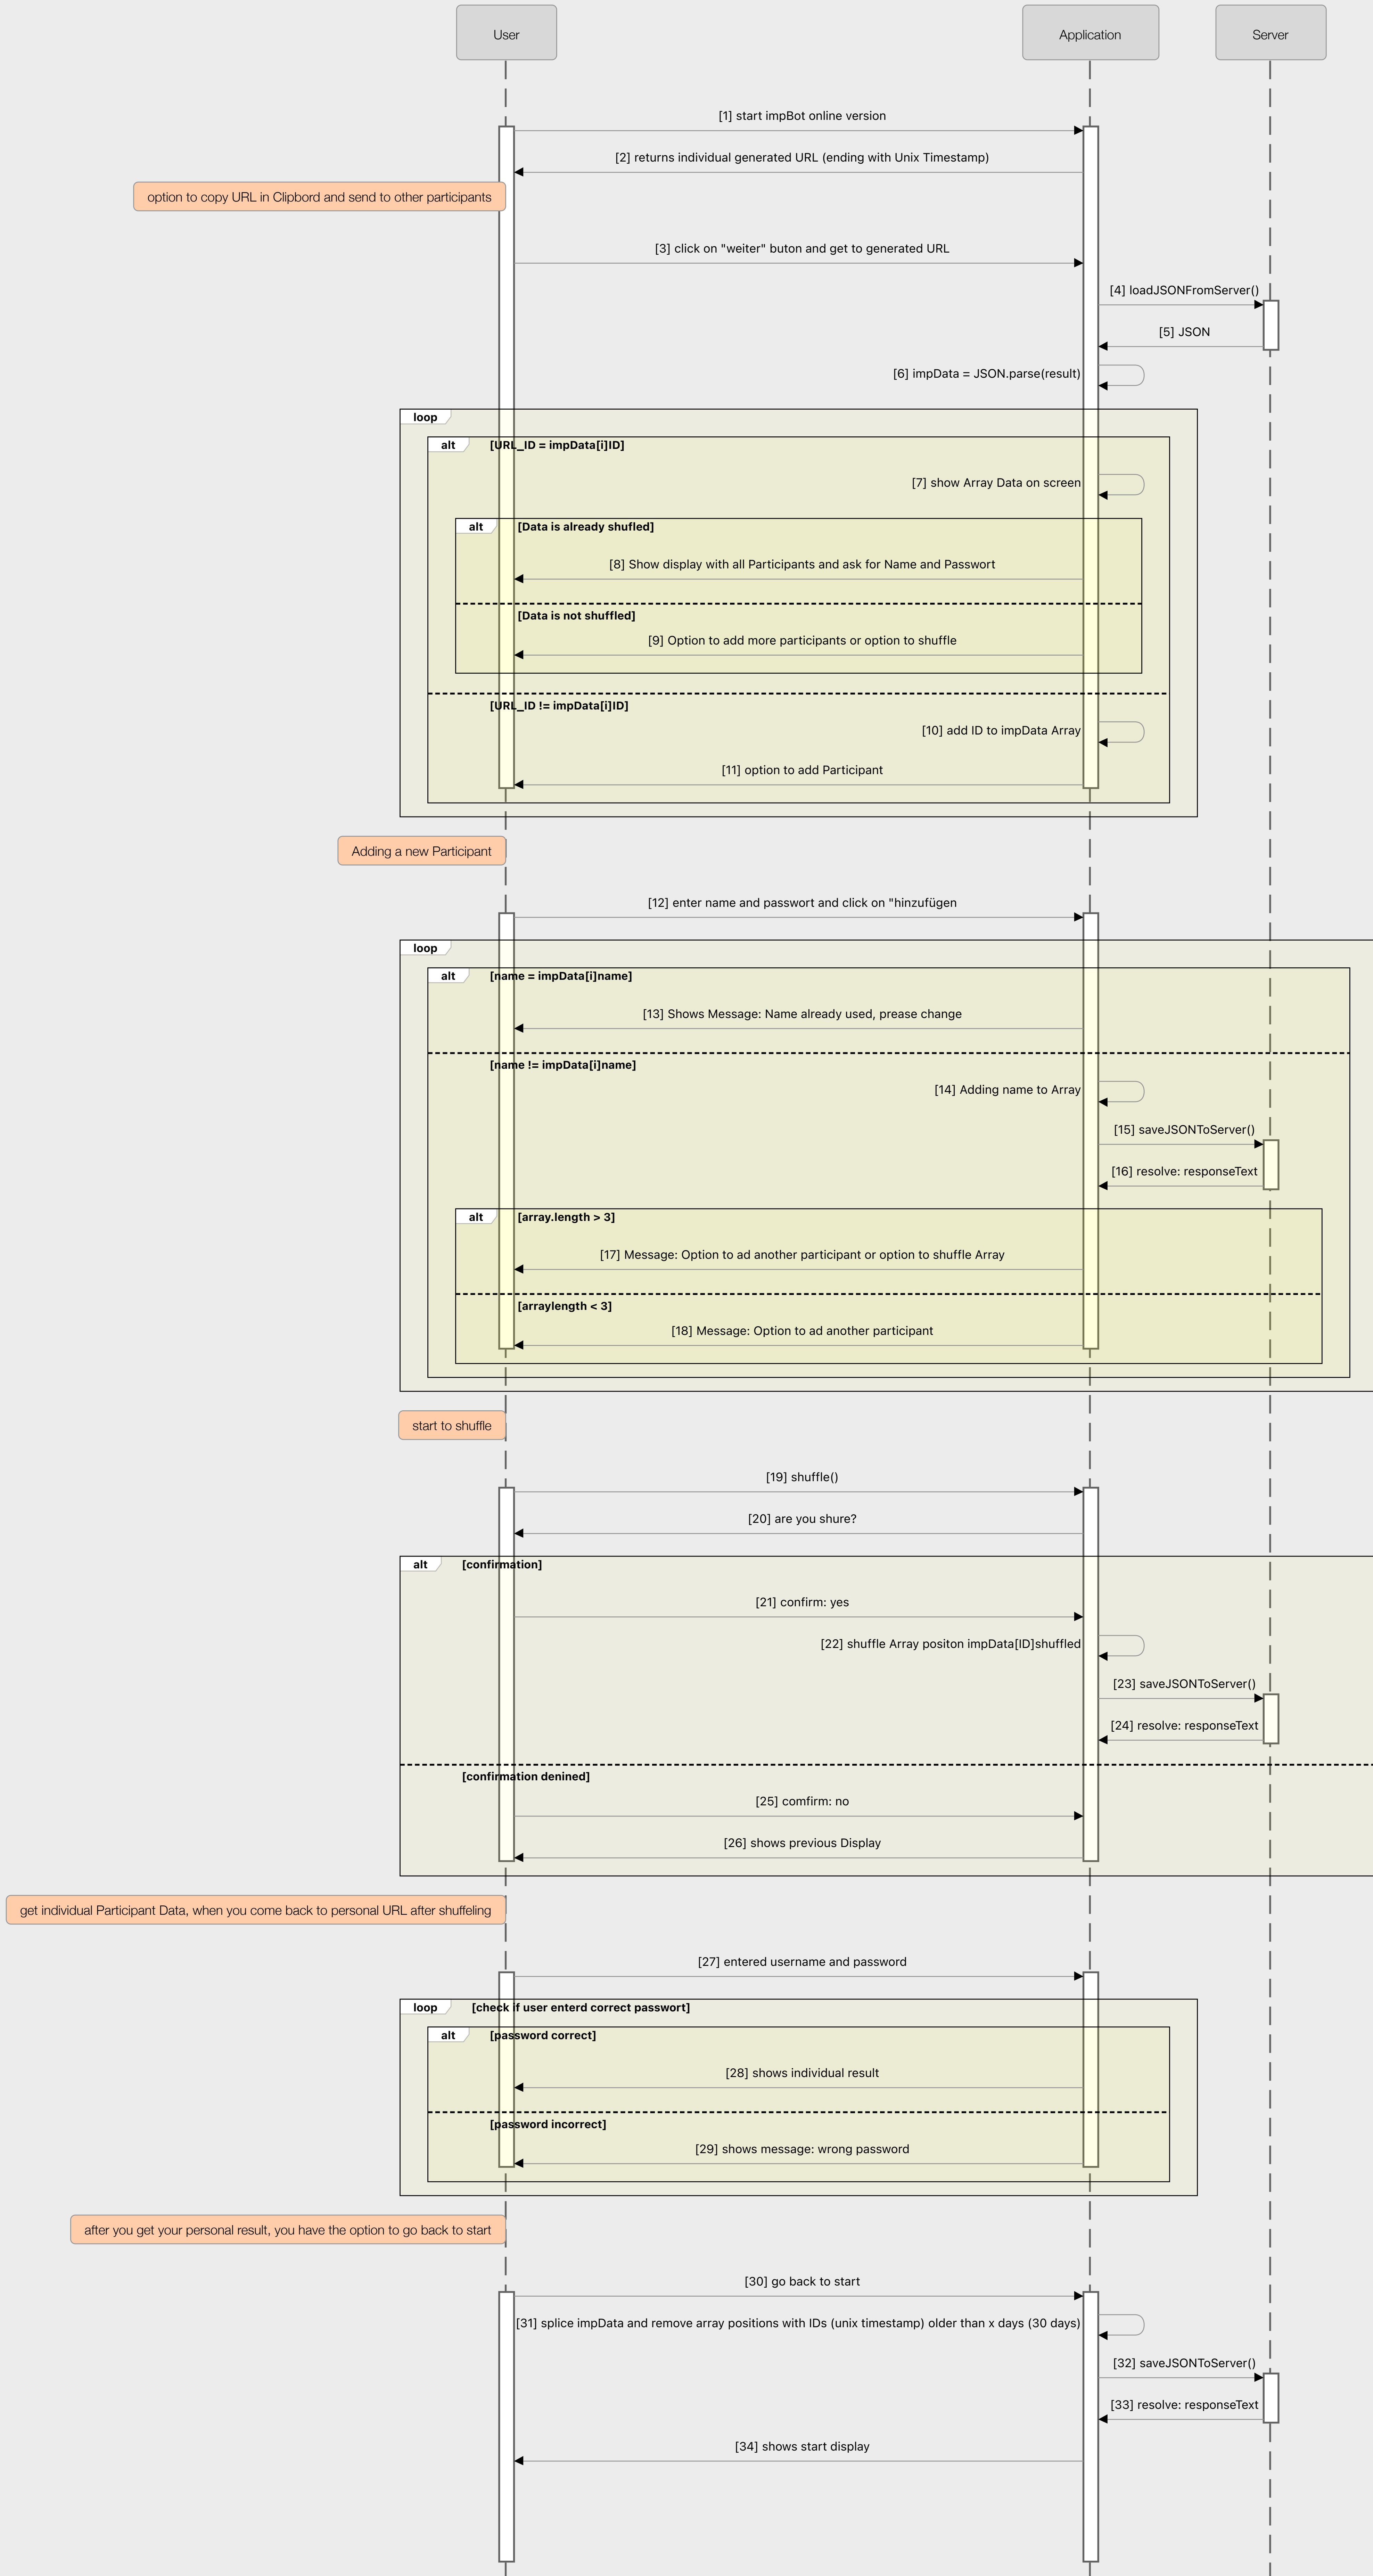 User
Application
Server
[1] start impBot online version
[2] returns individual generated URL (ending with Unix Timestamp)
option to copy URL in Clipbord and send to other participants
[3] click on "weiter" buton and get to generated URL
[4] loadJSONFromServer()
[5] JSON
[6] impData = JSON.parse(result)
loop
alt
[URL_ID = impData[i]ID]
[7] show Array Data on screen
alt
[Data is already shufled]
[8] Show display with all Participants and ask for Name and Passwort
[Data is not shuffled]
[9] Option to add more participants or option to shuffle
[URL_ID != impData[i]ID]
[10] add ID to impData Array
[11] option to add Participant
Adding a new Participant
[12] enter name and passwort and click on "hinzufügen
loop
alt
[name = impData[i]name]
[13] Shows Message: Name already used, prease change
[name != impData[i]name]
[14] Adding name to Array
[15] saveJSONToServer()
[16] resolve: responseText
alt
[array.length > 3]
[17] Message: Option to ad another participant or option to shuffle Array
[arraylength < 3]
[18] Message: Option to ad another participant
start to shuffle
[19] shuffle()
[20] are you shure?
alt
[confirmation]
[21] confirm: yes
[22] shuffle Array positon impData[ID]shuffled
[23] saveJSONToServer()
[24] resolve: responseText
[confirmation denined]
[25] comfirm: no
[26] shows previous Display
get individual Participant Data, when you come back to personal URL after shuffeling
[27] entered username and password
loop
[check if user enterd correct passwort]
alt
[password correct]
[28] shows individual result
[password incorrect]
[29] shows message: wrong password
after you get your personal result, you have the option to go back to start
[30] go back to start
[31] splice impData and remove array positions with IDs (unix timestamp) older than x days (30 days)
[32] saveJSONToServer()
[33] resolve: responseText
[34] shows start display